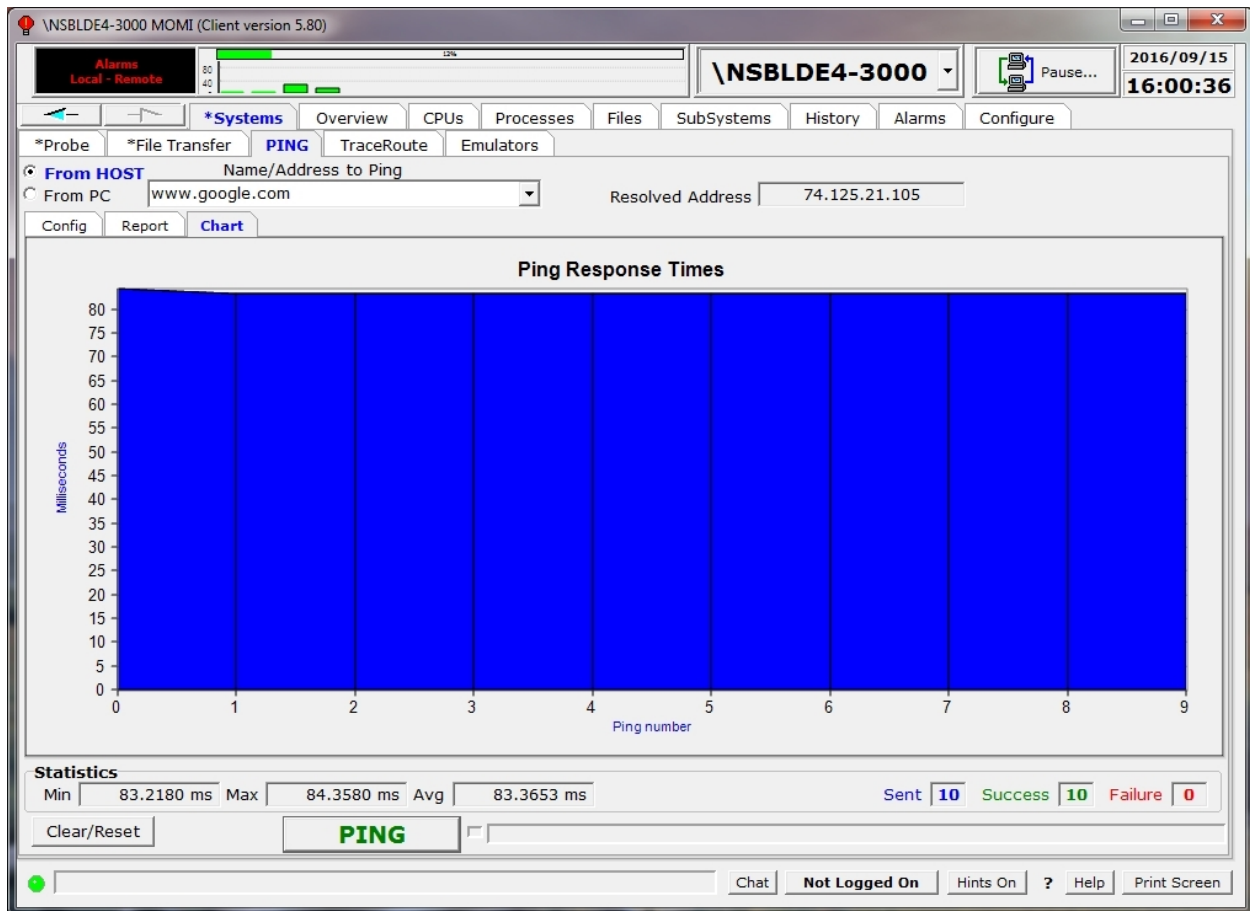 \NSBLDE4-3000 MOMI (Client version 5.80)
Alarms
Local - Remote
80
40
12%
\NSBLDE4-3000
Pause...
2016/09/15
16:00:36
*Systems Overview CPUs Processes Files SubSystems History Alarms Configure
*Probe *File Transfer PING TraceRoute Emulators
From HOST Name/Address to Ping
From PC www.google.com Resolved Address 74.125.21.105
Config Report Chart
Ping Response Times
80
75
70
65
60
55
50
45
40
35
30
25
20
15
10
5
0
Milliseconds
0 1 2 3 4 5 6 7 8 9
Ping number
Statistics
Min 83.2180 ms Max 84.3580 ms Avg 83.3653 ms Sent 10 Success 10 Failure 0
Clear/Reset PING
Chat Not Logged On Hints On ? Help Print Screen